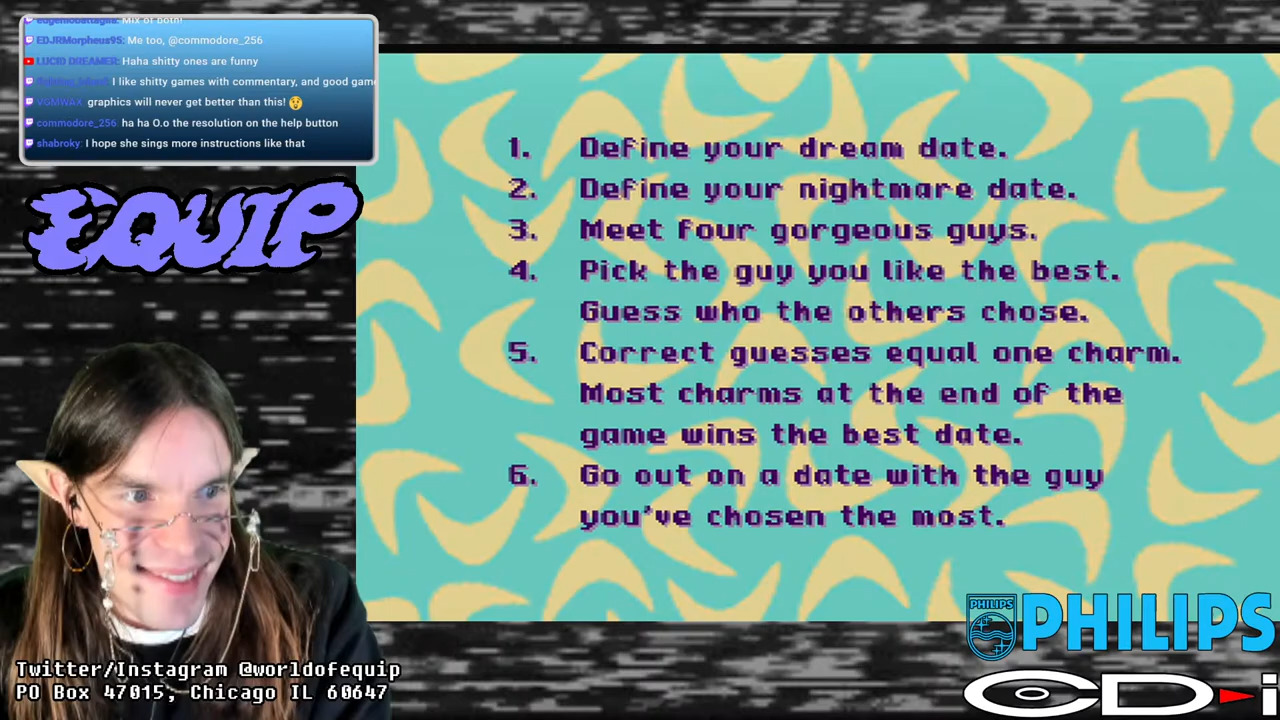 Mix of both!
EDJRMorpheus95: Me too, @commodore_256
LUCID DREAMER: Haha shitty ones are funny
I like shitty games with commentary, and good game
VGMWAX: graphics will never get better than this! 😲
commodore_256 ha ha O.o the resolution on the help button
shabroky: I hope she sings more instructions like that
EQUIP
1. Define your dream date.
2. Define your nightmare date.
3. Meet four gorgeous guys.
4. Pick the guy you like the best.
Guess who the others chose.
5. Correct guesses equal one charm.
Most charms at the end of the
game wins the best date.
6. Go out on a date with the guy
you've chosen the most.
Twitter/Instagram @worldofequip
PO Box 47015, Chicago IL 60647
PHILIPS
PHILIPS
CD-i